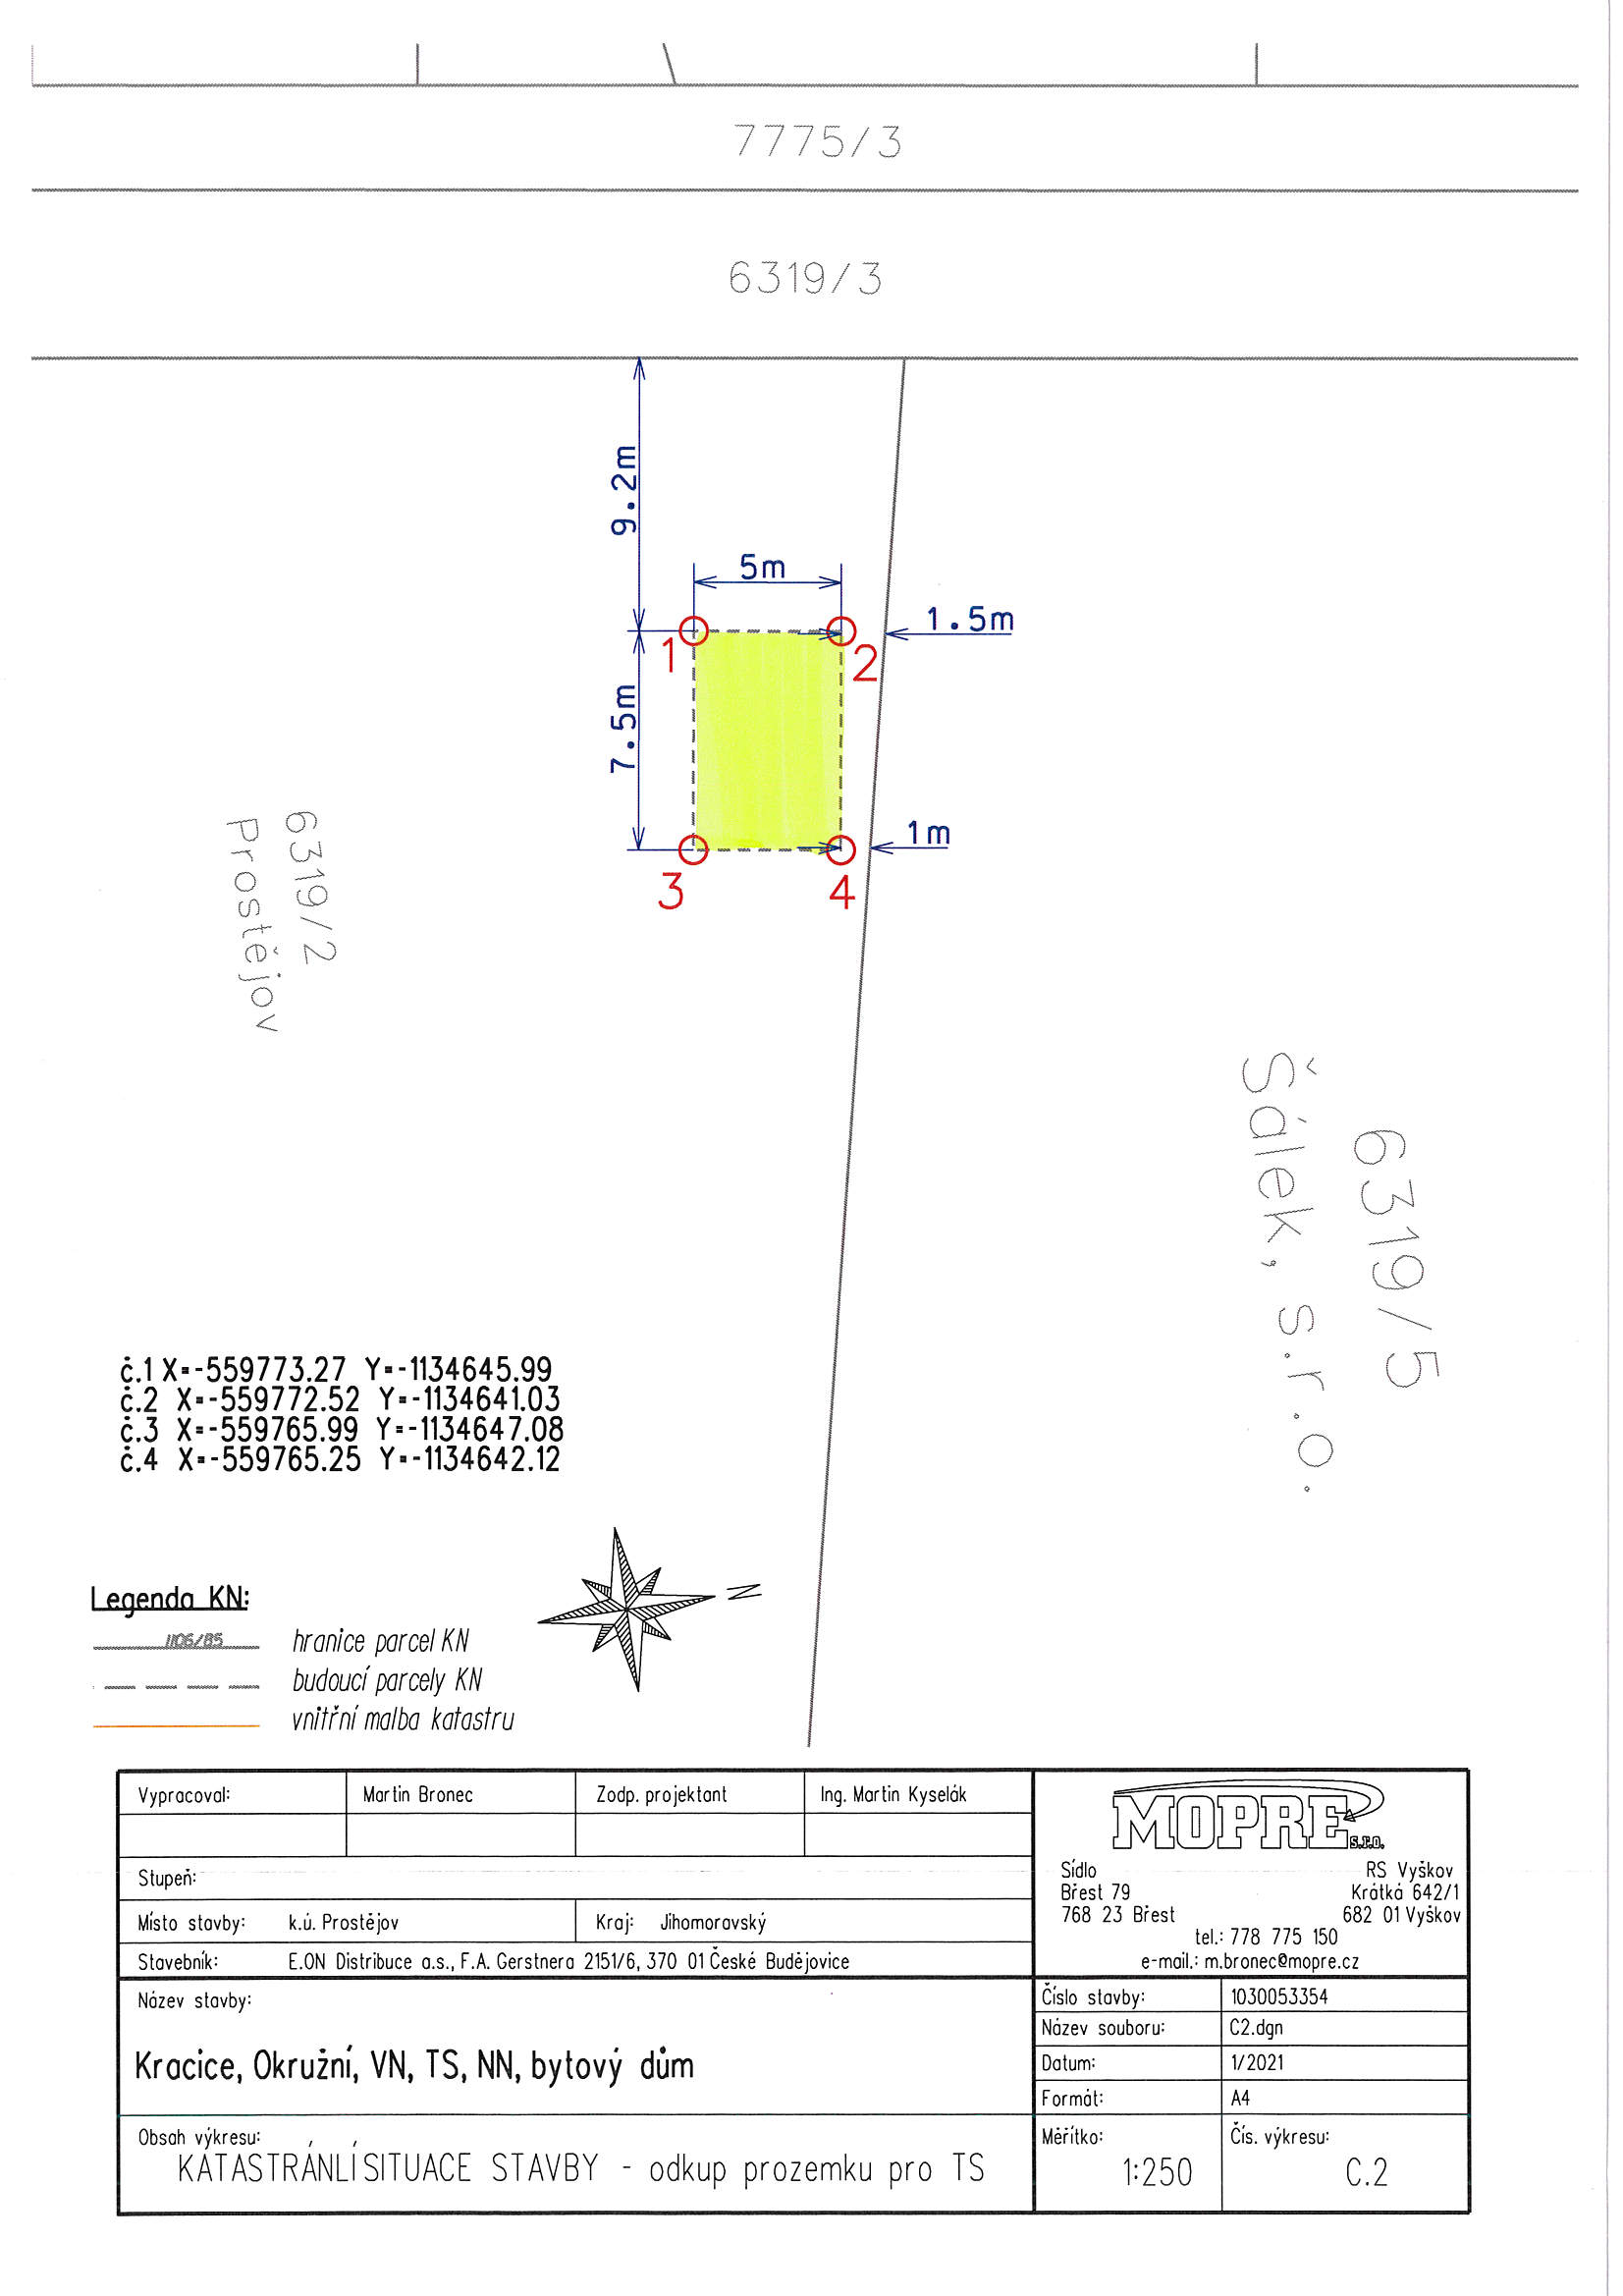 7775/3
6319/3
9.2m
5m
1.5m
1
2
7.5m
1m
3
4
6319/2
Prostějov
6319/5
Šálek, s.r.o.
č.1 X=-559773.27 Y=-1134645.99
č.2 X=-559772.52 Y=-1134641.03
č.3 X=-559765.99 Y=-1134647.08
č.4 X=-559765.25 Y=-1134642.12
N
Legenda KN:
1106/85 hranice parcel KN
budoucí parcely KN
vnitřní malba katastru
Vypracoval: Martin Bronec Zodp. projektant Ing. Martin Kyselák
Stupeň:
Místo stavby: k.ú. Prostějov Kraj: Jihomoravský
Stavebník: E.ON Distribuce a.s., F.A. Gerstnera 2151/6, 370 01 České Budějovice
MOPRE s.r.o.
Sídlo RS Vyškov
Břest 79 Krátká 642/1
768 23 Břest 682 01 Vyškov
tel.: 778 775 150
e-mail.: m.bronec@mopre.cz
Název stavby:
Kracice, Okružní, VN, TS, NN, bytový dům
Číslo stavby: 1030053354
Název souboru: C2.dgn
Datum: 1/2021
Formát: A4
Obsah výkresu:
KATASTRÁNLÍ SITUACE STAVBY - odkup prozemku pro TS
Měřítko: 1:250
Čís. výkresu: C.2